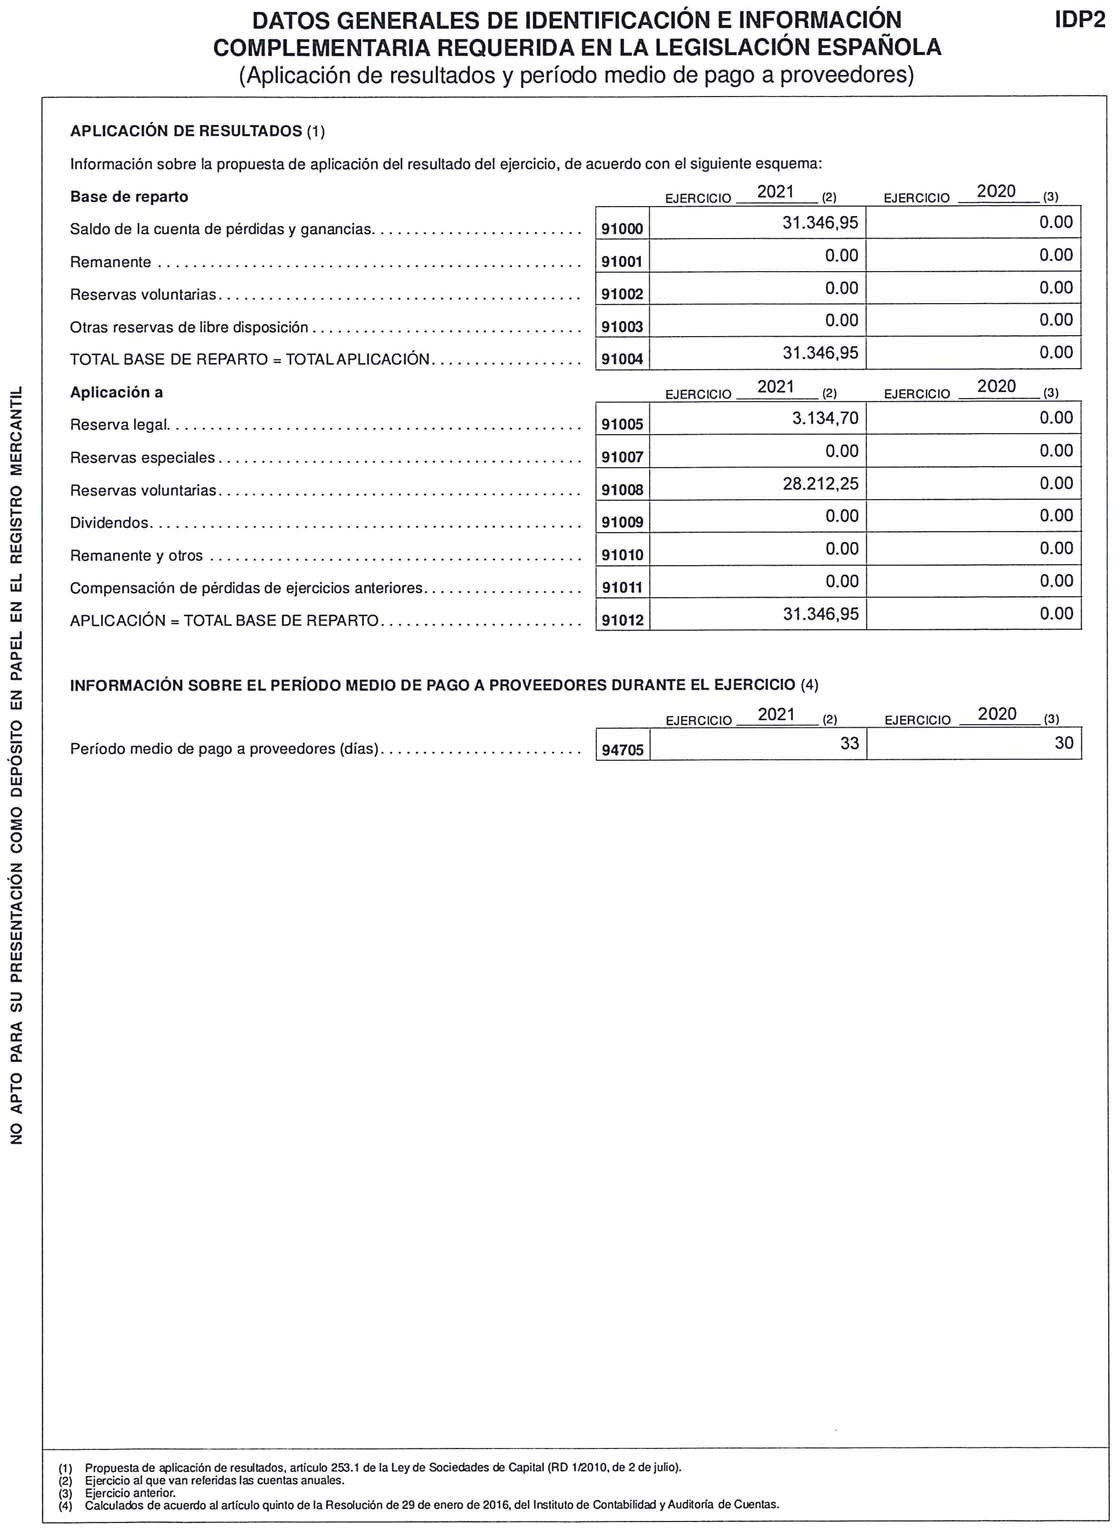 DATOS GENERALES DE IDENTIFICACIÓN E INFORMACIÓN IDP2
COMPLEMENTARIA REQUERIDA EN LA LEGISLACIÓN ESPAÑOLA
(Aplicación de resultados y período medio de pago a proveedores)
APLICACIÓN DE RESULTADOS (1)
Información sobre la propuesta de aplicación del resultado del ejercicio, de acuerdo con el siguiente esquema:
Base de reparto EJERCICIO 2021 (2) EJERCICIO 2020 (3)
Saldo de la cuenta de pérdidas y ganancias. . . . . . . . . . . . . . . . . . . . . . . . . 91000 31.346,95 0.00
Remanente . . . . . . . . . . . . . . . . . . . . . . . . . . . . . . . . . . . . . . . . . . . . . . . . . 91001 0.00 0.00
Reservas voluntarias. . . . . . . . . . . . . . . . . . . . . . . . . . . . . . . . . . . . . . . . . . . 91002 0.00 0.00
Otras reservas de libre disposición . . . . . . . . . . . . . . . . . . . . . . . . . . . . . . . . 91003 0.00 0.00
TOTAL BASE DE REPARTO = TOTAL APLICACIÓN. . . . . . . . . . . . . . . . . . 91004 31.346,95 0.00
Aplicación a EJERCICIO 2021 (2) EJERCICIO 2020 (3)
Reserva legal. . . . . . . . . . . . . . . . . . . . . . . . . . . . . . . . . . . . . . . . . . . . . . . . . 91005 3.134,70 0.00
Reservas especiales . . . . . . . . . . . . . . . . . . . . . . . . . . . . . . . . . . . . . . . . . . . 91007 0.00 0.00
Reservas voluntarias. . . . . . . . . . . . . . . . . . . . . . . . . . . . . . . . . . . . . . . . . . . 91008 28.212,25 0.00
Dividendos. . . . . . . . . . . . . . . . . . . . . . . . . . . . . . . . . . . . . . . . . . . . . . . . . . . 91009 0.00 0.00
Remanente y otros . . . . . . . . . . . . . . . . . . . . . . . . . . . . . . . . . . . . . . . . . . . . 91010 0.00 0.00
Compensación de pérdidas de ejercicios anteriores. . . . . . . . . . . . . . . . . . . 91011 0.00 0.00
APLICACIÓN = TOTAL BASE DE REPARTO. . . . . . . . . . . . . . . . . . . . . . . . 91012 31.346,95 0.00
INFORMACIÓN SOBRE EL PERÍODO MEDIO DE PAGO A PROVEEDORES DURANTE EL EJERCICIO (4)
EJERCICIO 2021 (2) EJERCICIO 2020 (3)
Período medio de pago a proveedores (días). . . . . . . . . . . . . . . . . . . . . . . . 94705 33 30
NO APTO PARA SU PRESENTACIÓN COMO DEPÓSITO EN PAPEL EN EL REGISTRO MERCANTIL
(1) Propuesta de aplicación de resultados, artículo 253.1 de la Ley de Sociedades de Capital (RD 1/2010, de 2 de julio).
(2) Ejercicio al que van referidas las cuentas anuales.
(3) Ejercicio anterior.
(4) Calculados de acuerdo al artículo quinto de la Resolución de 29 de enero de 2016, del Instituto de Contabilidad y Auditoría de Cuentas.